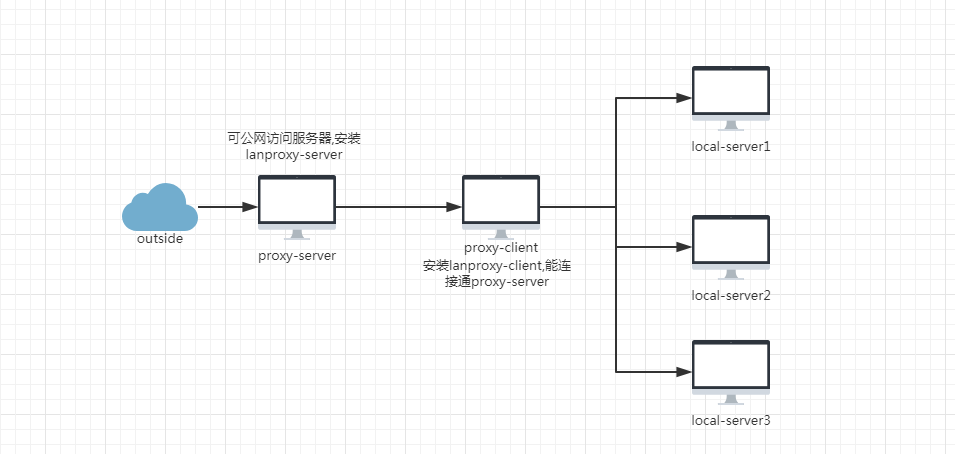 可公网访问服务器,安装
lanproxy-server
outside
proxy-server
proxy-client
安装lanproxy-client,能连
接通proxy-server
local-server1
local-server2
local-server3